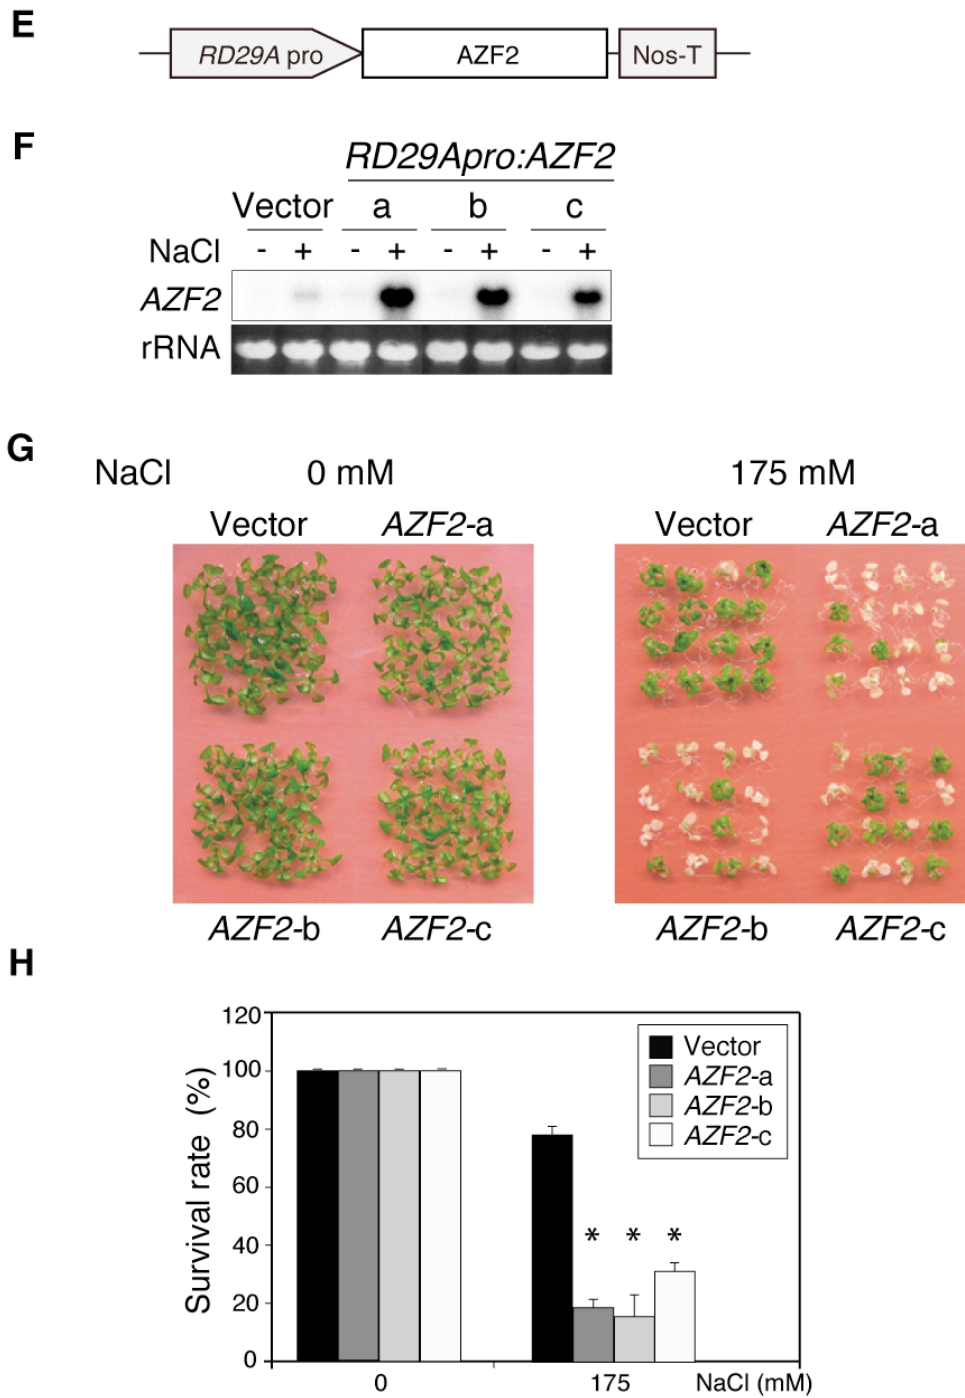 E
RD29A pro AZF2 Nos-T
F
RD29Apro:AZF2
Vector a b c
NaCl - + - + - + - +
AZF2
rRNA
G
NaCl 0 mM 175 mM
Vector AZF2-a Vector AZF2-a
AZF2-b AZF2-c AZF2-b AZF2-c
H
120
100
80
60
40
20
0
Survival rate (%)
Vector
AZF2-a
AZF2-b
AZF2-c
* * *
0 175 NaCl (mM)